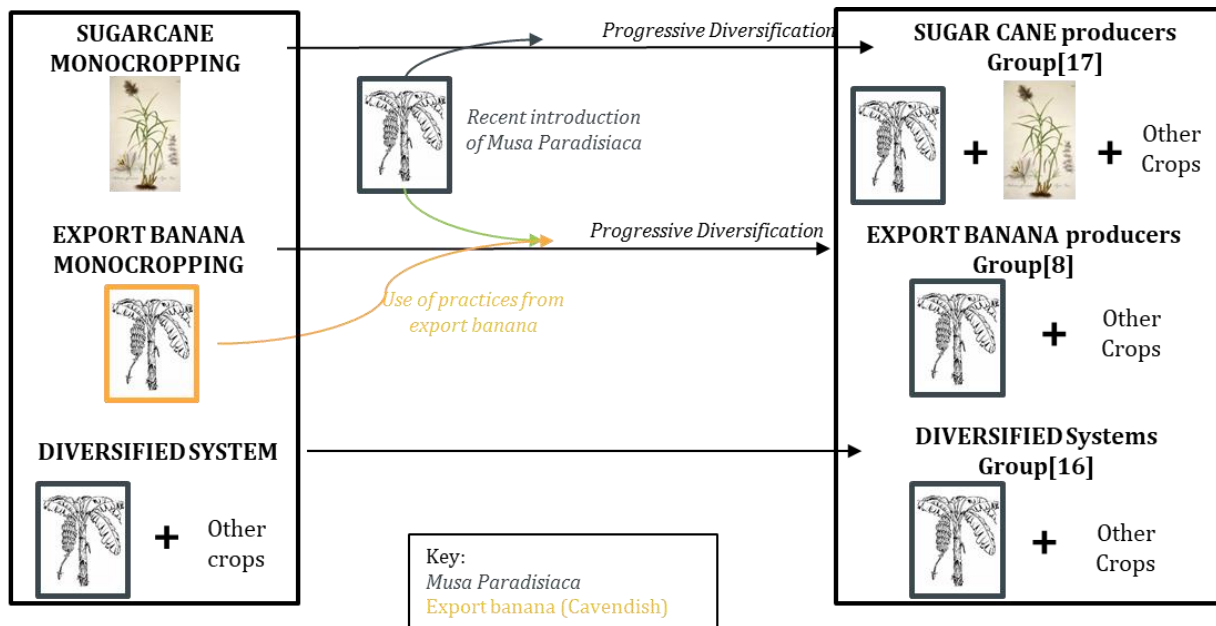 SUGARCANE
MONOCROPPING
EXPORT BANANA
MONOCROPPING
DIVERSIFIED SYSTEM
+
Other
crops
Recent introduction
of Musa Paradisiaca
Progressive Diversification
Use of practices from
export banana
Progressive Diversification
Key:
Musa Paradisiaca
Export banana (Cavendish)
SUGAR CANE producers
Group[17]
+
+
Other
Crops
EXPORT BANANA producers
Group[8]
+
Other
Crops
DIVERSIFIED Systems
Group[16]
+
Other
Crops